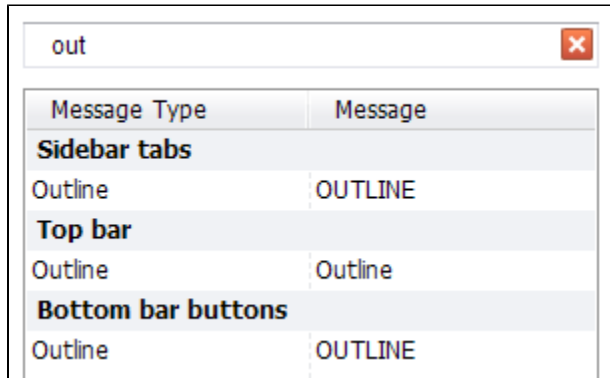 out
Message Type Message
Sidebar tabs
Outline OUTLINE
Top bar
Outline Outline
Bottom bar buttons
Outline OUTLINE